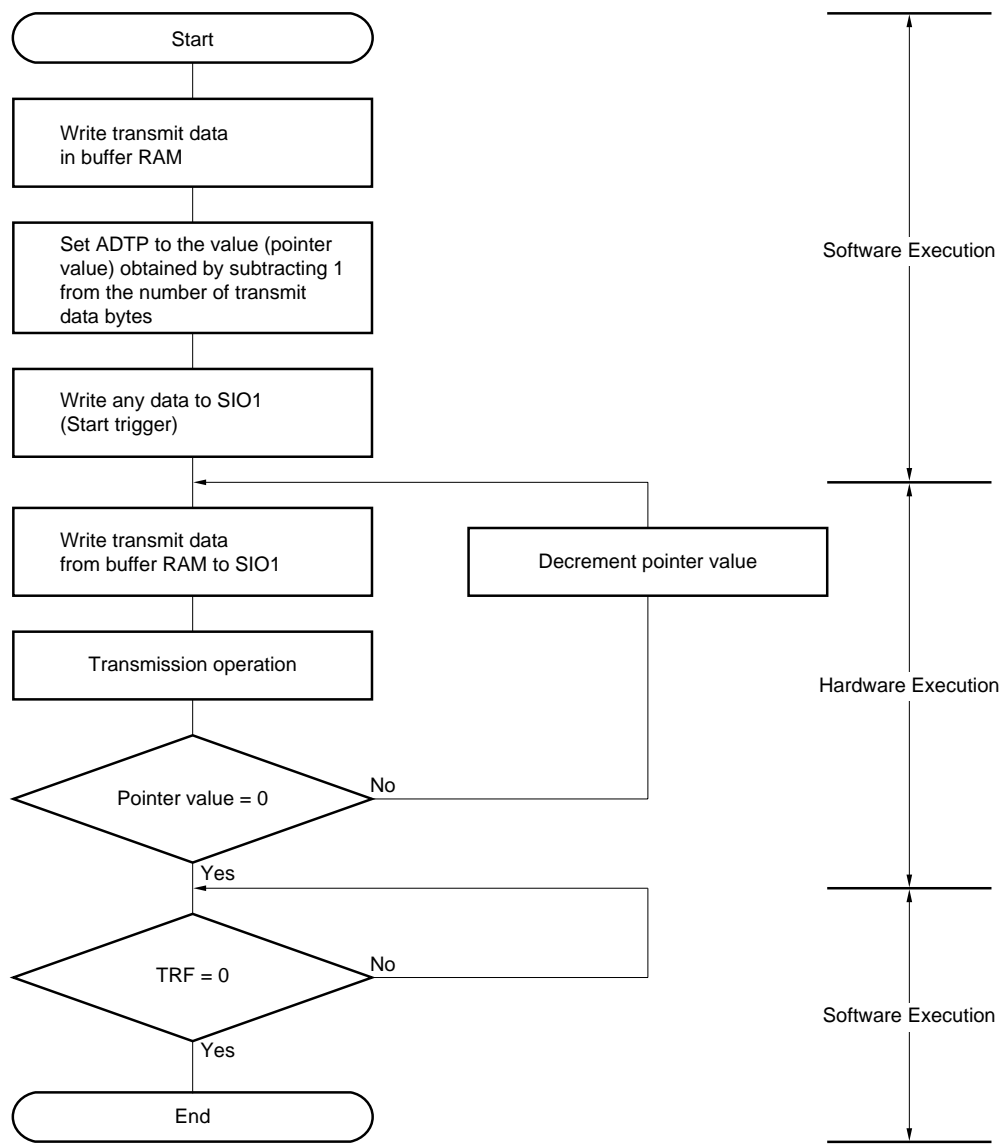 Start
Write transmit data
in buffer RAM
Set ADTP to the value (pointer
value) obtained by subtracting 1
from the number of transmit
data bytes
Software Execution
Write any data to SIO1
(Start trigger)
Write transmit data
from buffer RAM to SIO1
Decrement pointer value
Transmission operation
Hardware Execution
Pointer value = 0
No
Yes
TRF = 0
No
Software Execution
Yes
End